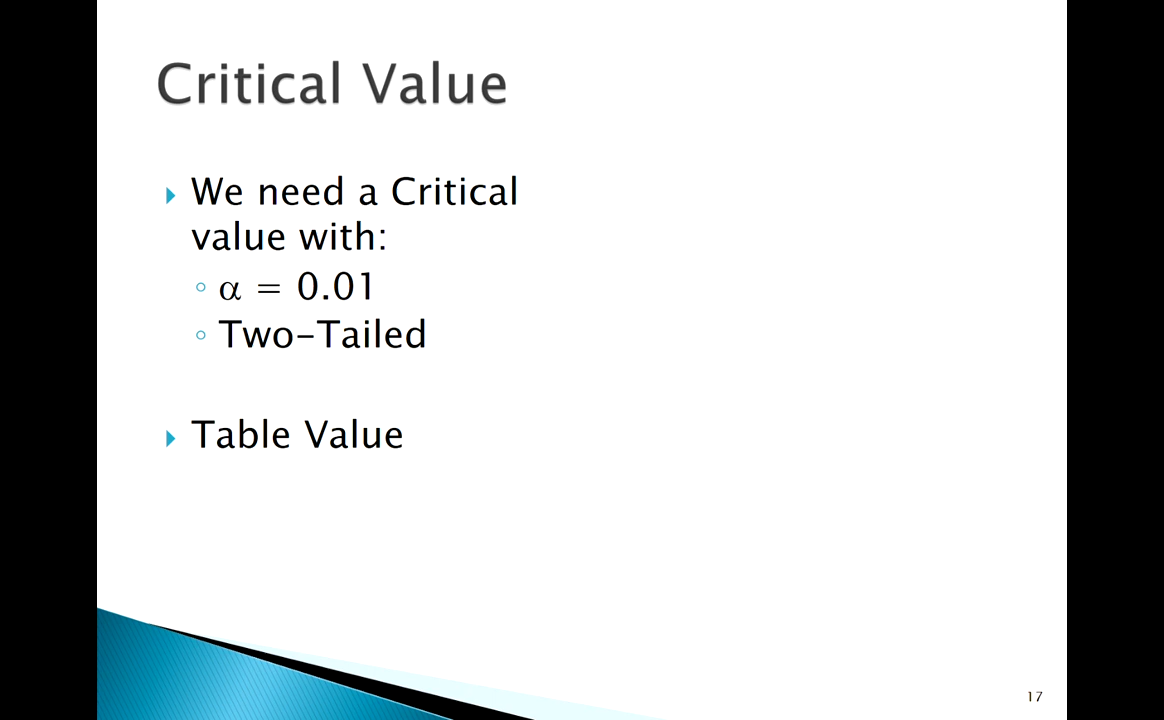 Critical Value
We need a Critical
value with:
α = 0.01
Two-Tailed
Table Value
17